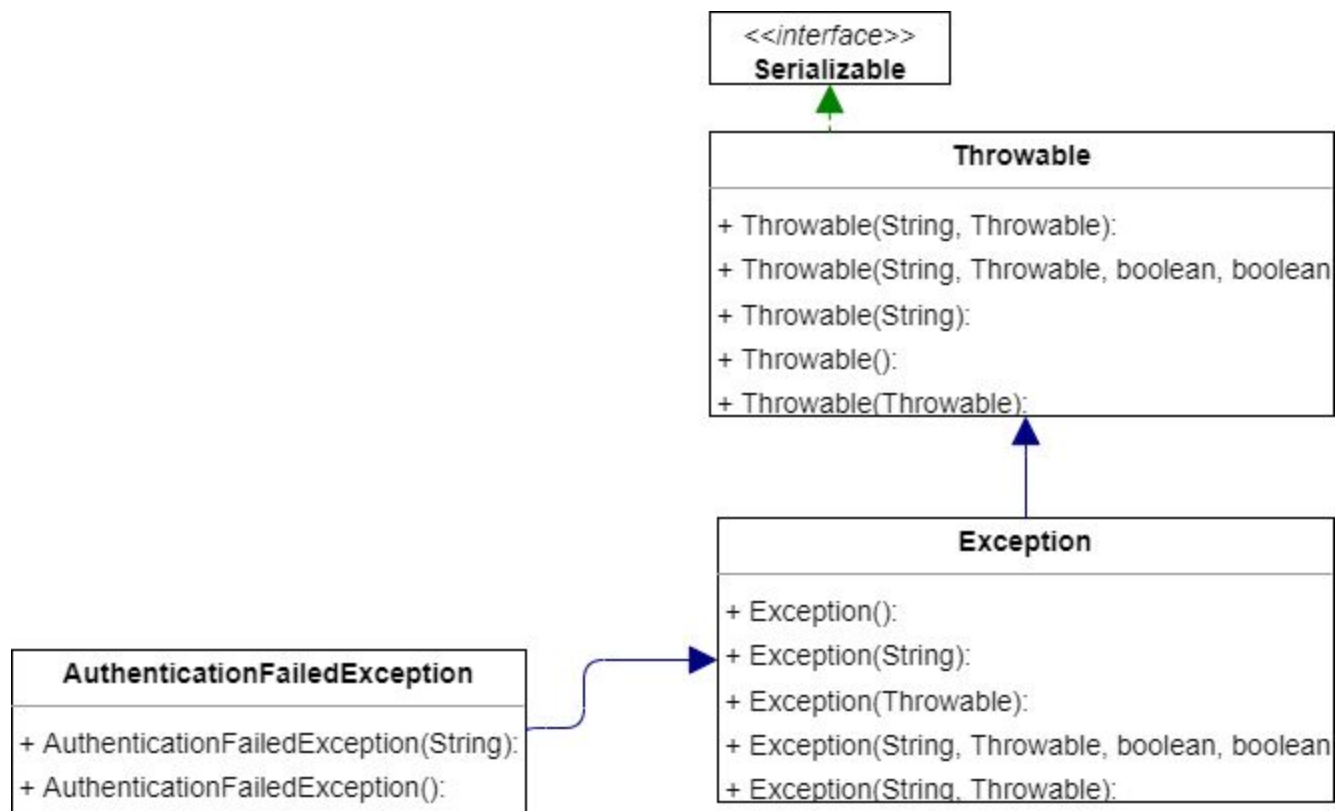 <<interface>>
Serializable
Throwable
+ Throwable(String, Throwable):
+ Throwable(String, Throwable, boolean, boolean
+ Throwable(String):
+ Throwable():
+ Throwable(Throwable):
Exception
+ Exception():
+ Exception(String):
+ Exception(Throwable):
+ Exception(String, Throwable, boolean, boolean
+ Exception(String, Throwable):
AuthenticationFailedException
+ AuthenticationFailedException(String):
+ AuthenticationFailedException():